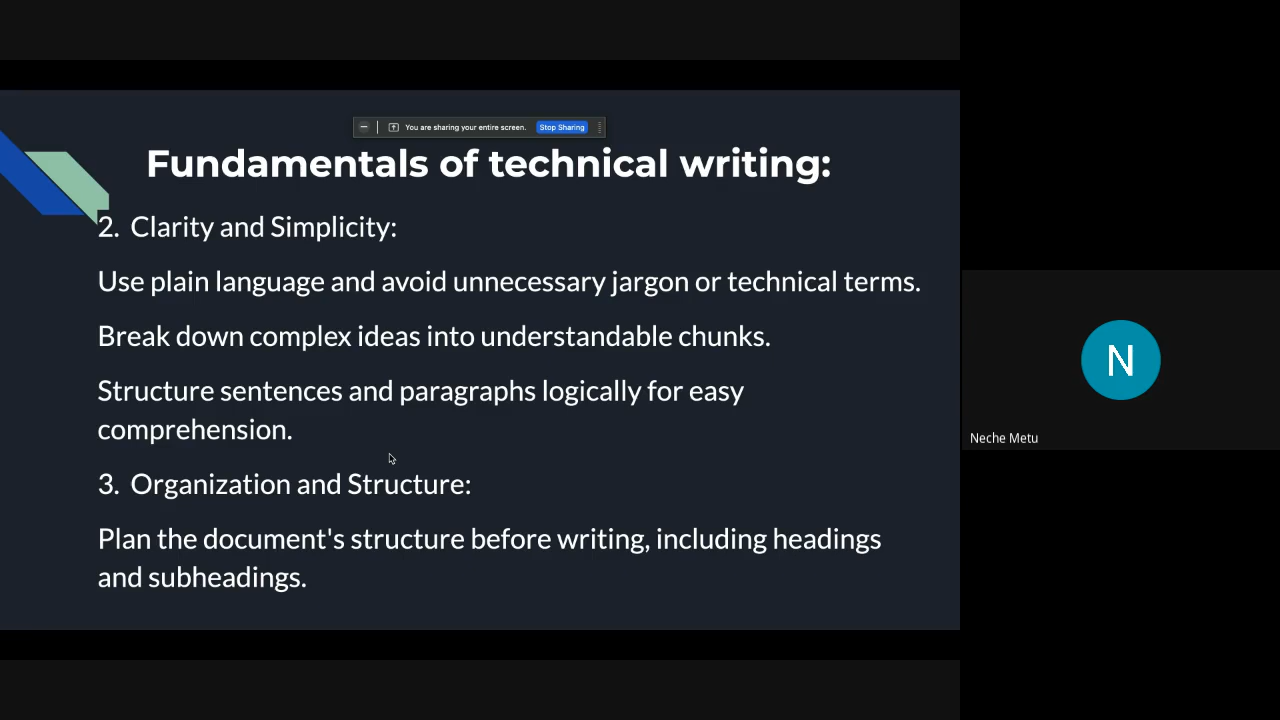 You are sharing your entire screen. Stop Sharing
Fundamentals of technical writing:
2. Clarity and Simplicity:
Use plain language and avoid unnecessary jargon or technical terms.
Break down complex ideas into understandable chunks.
Structure sentences and paragraphs logically for easy
comprehension.
3. Organization and Structure:
Plan the document's structure before writing, including headings
and subheadings.
N
Neche Metu